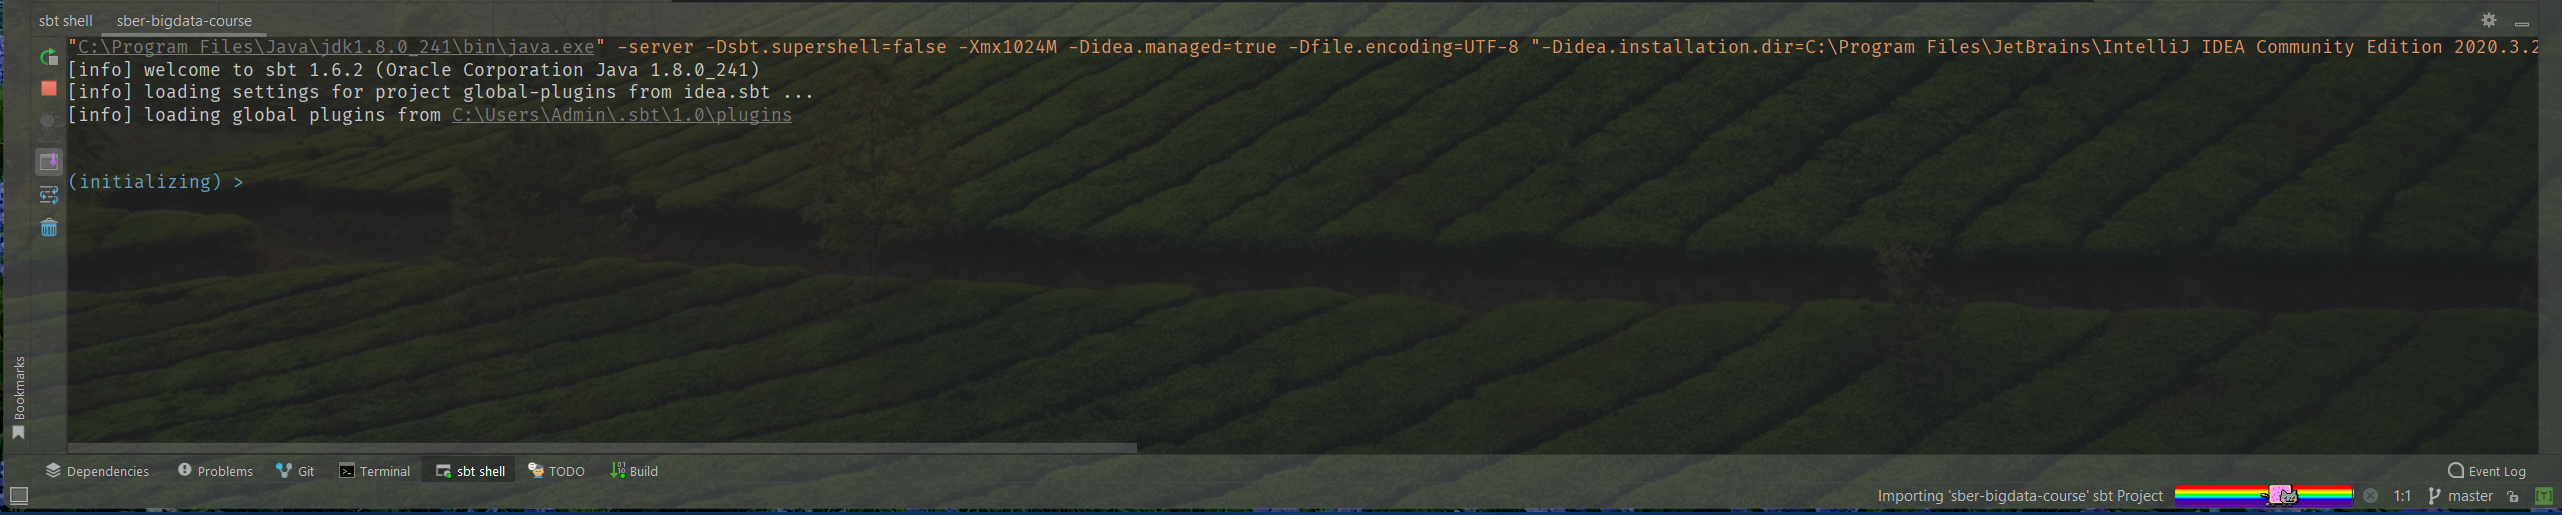 sbt shell sber-bigdata-course
"C:\Program Files\Java\jdk1.8.0_241\bin\java.exe" -server -Dsbt.supershell=false -Xmx1024M -Didea.managed=true -Dfile.encoding=UTF-8 "-Didea.installation.dir=C:\Program Files\JetBrains\IntelliJ IDEA Community Edition 2020.3.2
[info] welcome to sbt 1.6.2 (Oracle Corporation Java 1.8.0_241)
[info] loading settings for project global-plugins from idea.sbt ...
[info] loading global plugins from C:\Users\Admin\.sbt\1.0\plugins
(initializing) >
Bookmarks
Dependencies Problems Git Terminal sbt shell TODO Build Event Log
Importing 'sber-bigdata-course' sbt Project 1:1 master [T]